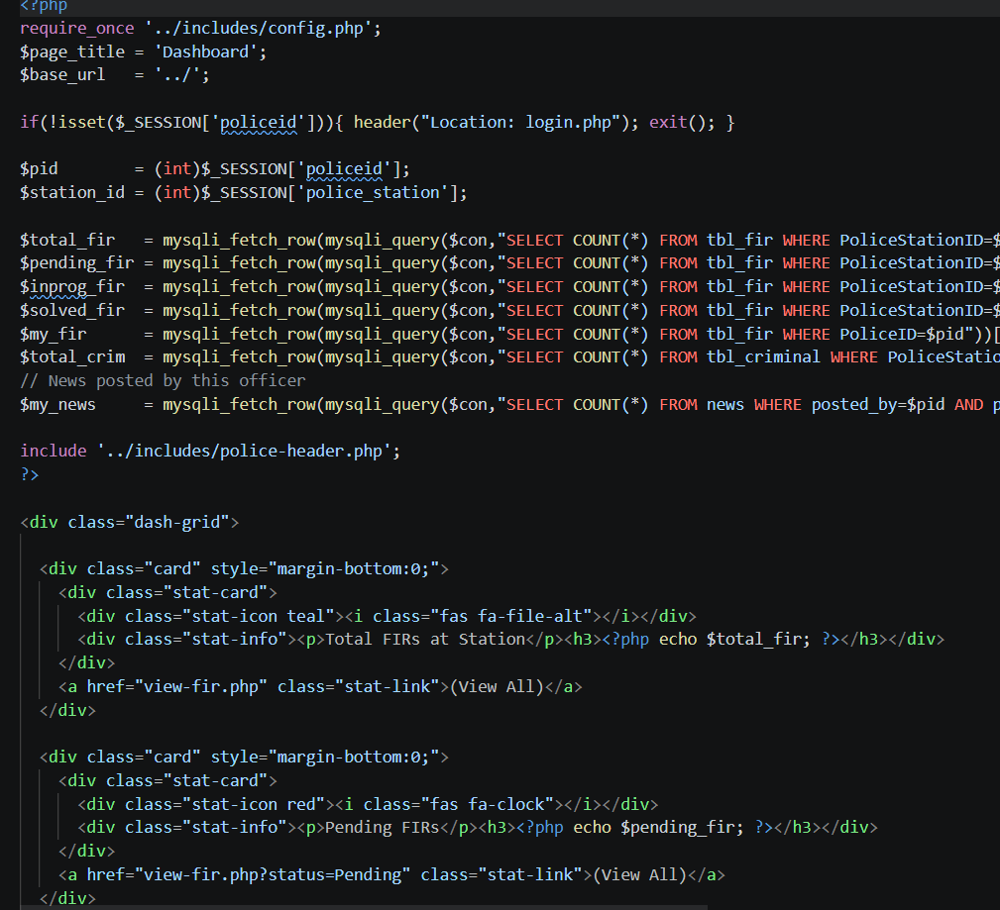 <?php
require_once '../includes/config.php';
$page_title = 'Dashboard';
$base_url   = '../';

if(!isset($_SESSION['policeid'])){ header("Location: login.php"); exit(); }

$pid        = (int)$_SESSION['policeid'];
$station_id = (int)$_SESSION['police_station'];

$total_fir   = mysqli_fetch_row(mysqli_query($con,"SELECT COUNT(*) FROM tbl_fir WHERE PoliceStationID=$
$pending_fir = mysqli_fetch_row(mysqli_query($con,"SELECT COUNT(*) FROM tbl_fir WHERE PoliceStationID=$
$inprog_fir  = mysqli_fetch_row(mysqli_query($con,"SELECT COUNT(*) FROM tbl_fir WHERE PoliceStationID=$
$solved_fir  = mysqli_fetch_row(mysqli_query($con,"SELECT COUNT(*) FROM tbl_fir WHERE PoliceStationID=$
$my_fir      = mysqli_fetch_row(mysqli_query($con,"SELECT COUNT(*) FROM tbl_fir WHERE PoliceID=$pid"))[
$total_crim  = mysqli_fetch_row(mysqli_query($con,"SELECT COUNT(*) FROM tbl_criminal WHERE PoliceStatio
// News posted by this officer
$my_news     = mysqli_fetch_row(mysqli_query($con,"SELECT COUNT(*) FROM news WHERE posted_by=$pid AND p

include '../includes/police-header.php';
?>

<div class="dash-grid">

  <div class="card" style="margin-bottom:0;">
    <div class="stat-card">
      <div class="stat-icon teal"><i class="fas fa-file-alt"></i></div>
      <div class="stat-info"><p>Total FIRs at Station</p><h3><?php echo $total_fir; ?></h3></div>
    </div>
    <a href="view-fir.php" class="stat-link">(View All)</a>
  </div>

  <div class="card" style="margin-bottom:0;">
    <div class="stat-card">
      <div class="stat-icon red"><i class="fas fa-clock"></i></div>
      <div class="stat-info"><p>Pending FIRs</p><h3><?php echo $pending_fir; ?></h3></div>
    </div>
    <a href="view-fir.php?status=Pending" class="stat-link">(View All)</a>
  </div>